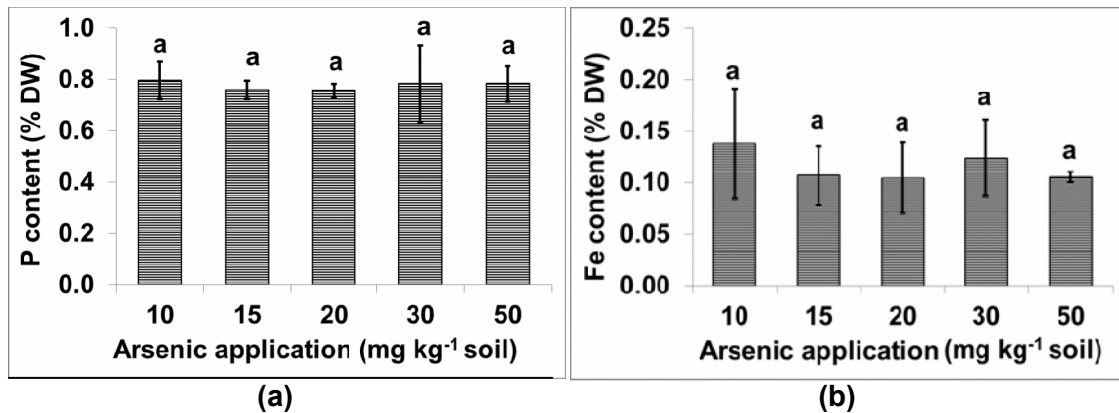 P content (% DW)
1.0
0.8
0.6
0.4
0.2
0.0
a
a
a
a
a
10 15 20 30 50
Arsenic application (mg kg⁻¹ soil)
(a)
Fe content (% DW)
0.25
0.20
0.15
0.10
0.05
0.00
a
a
a
a
a
10 15 20 30 50
Arsenic application (mg kg⁻¹ soil)
(b)